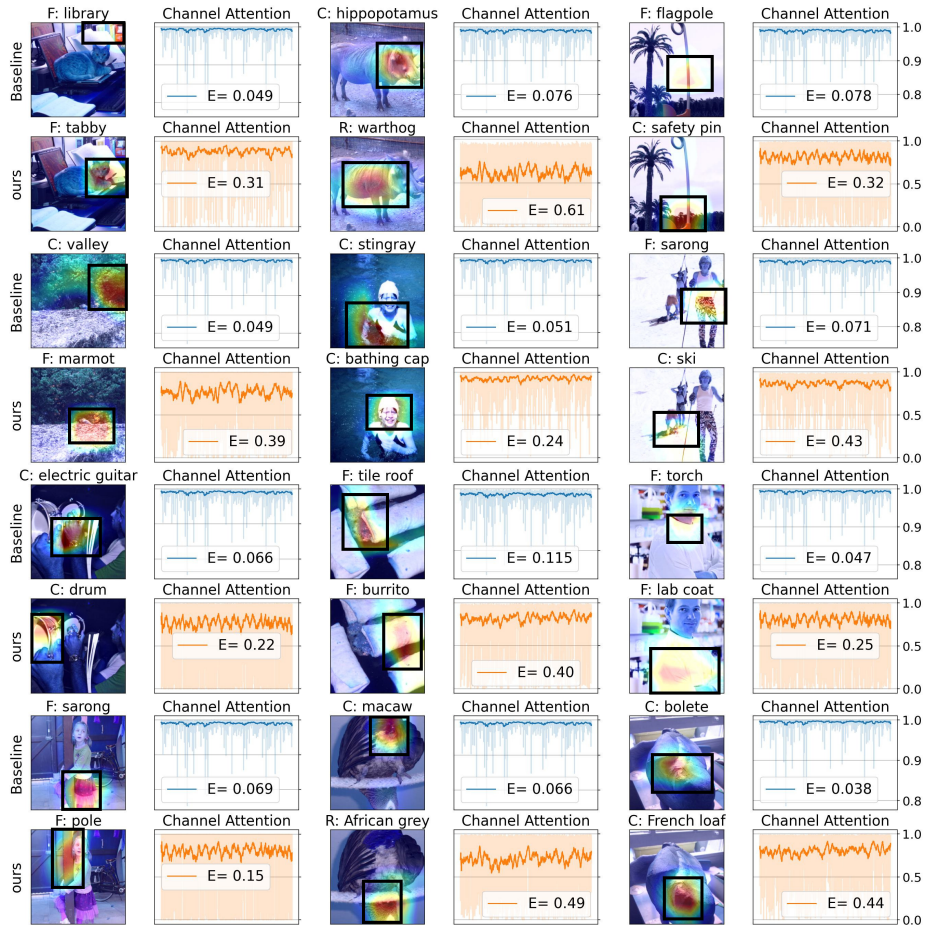 F: library Channel Attention C: hippopotamus Channel Attention F: flagpole Channel Attention
Baseline E= 0.049 E= 0.076 E= 0.078 1.0 0.9 0.8
F: tabby Channel Attention R: warthog Channel Attention C: safety pin Channel Attention
ours E= 0.31 E= 0.61 E= 0.32 1.0 0.5 0.0
C: valley Channel Attention C: stingray Channel Attention F: sarong Channel Attention
Baseline E= 0.049 E= 0.051 E= 0.071 1.0 0.9 0.8
F: marmot Channel Attention C: bathing cap Channel Attention C: ski Channel Attention
ours E= 0.39 E= 0.24 E= 0.43 1.0 0.5 0.0
C: electric guitar Channel Attention F: tile roof Channel Attention F: torch Channel Attention
Baseline E= 0.066 E= 0.115 E= 0.047 1.0 0.9 0.8
C: drum Channel Attention F: burrito Channel Attention F: lab coat Channel Attention
ours E= 0.22 E= 0.40 E= 0.25 1.0 0.5 0.0
F: sarong Channel Attention C: macaw Channel Attention C: bolete Channel Attention
Baseline E= 0.069 E= 0.066 E= 0.038 1.0 0.9 0.8
F: pole Channel Attention R: African grey Channel Attention C: French loaf Channel Attention
ours E= 0.15 E= 0.49 E= 0.44 1.0 0.5 0.0